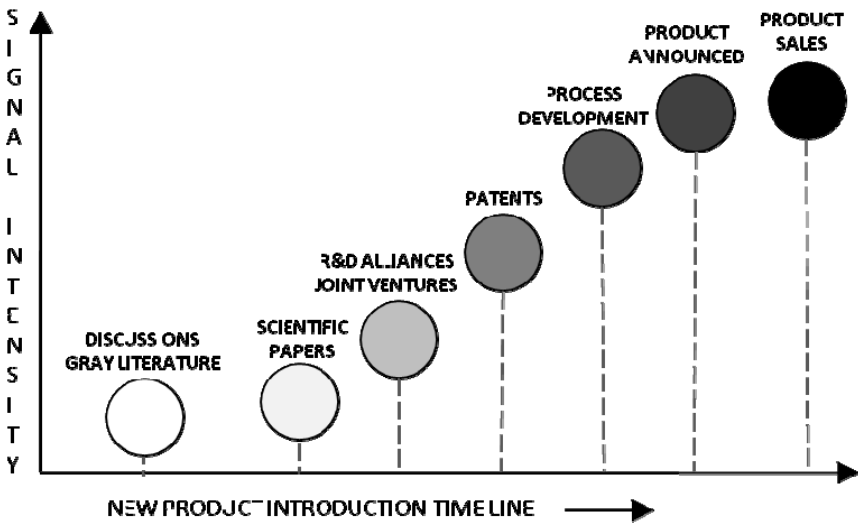 SIGNAL INTENSITY
PRODUCT
SALES
PRODUCT
ANNOUNCED
PROCESS
DEVELOPMENT
PATENTS
R&D ALLIANCES
JOINT VENTURES
SCIENTIFIC
PAPERS
DISCUSSIONS
GRAY LITERATURE
NEW PRODUCT INTRODUCTION TIME LINE